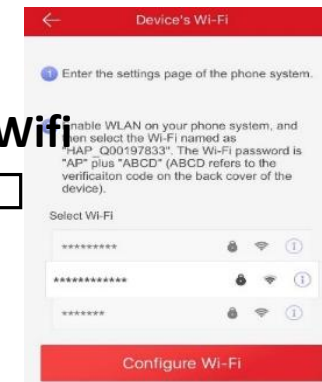 Device's Wi-Fi
1 Enter the settings page of the phone system.
Wifi
Enable WLAN on your phone system, and
then select the Wi-Fi named as
"HAP_Q00197833". The Wi-Fi password is
"AP" plus "ABCD" (ABCD refers to the
verificaiton code on the back cover of the
device).
Select Wi-Fi
*********
************
*******
Configure Wi-Fi